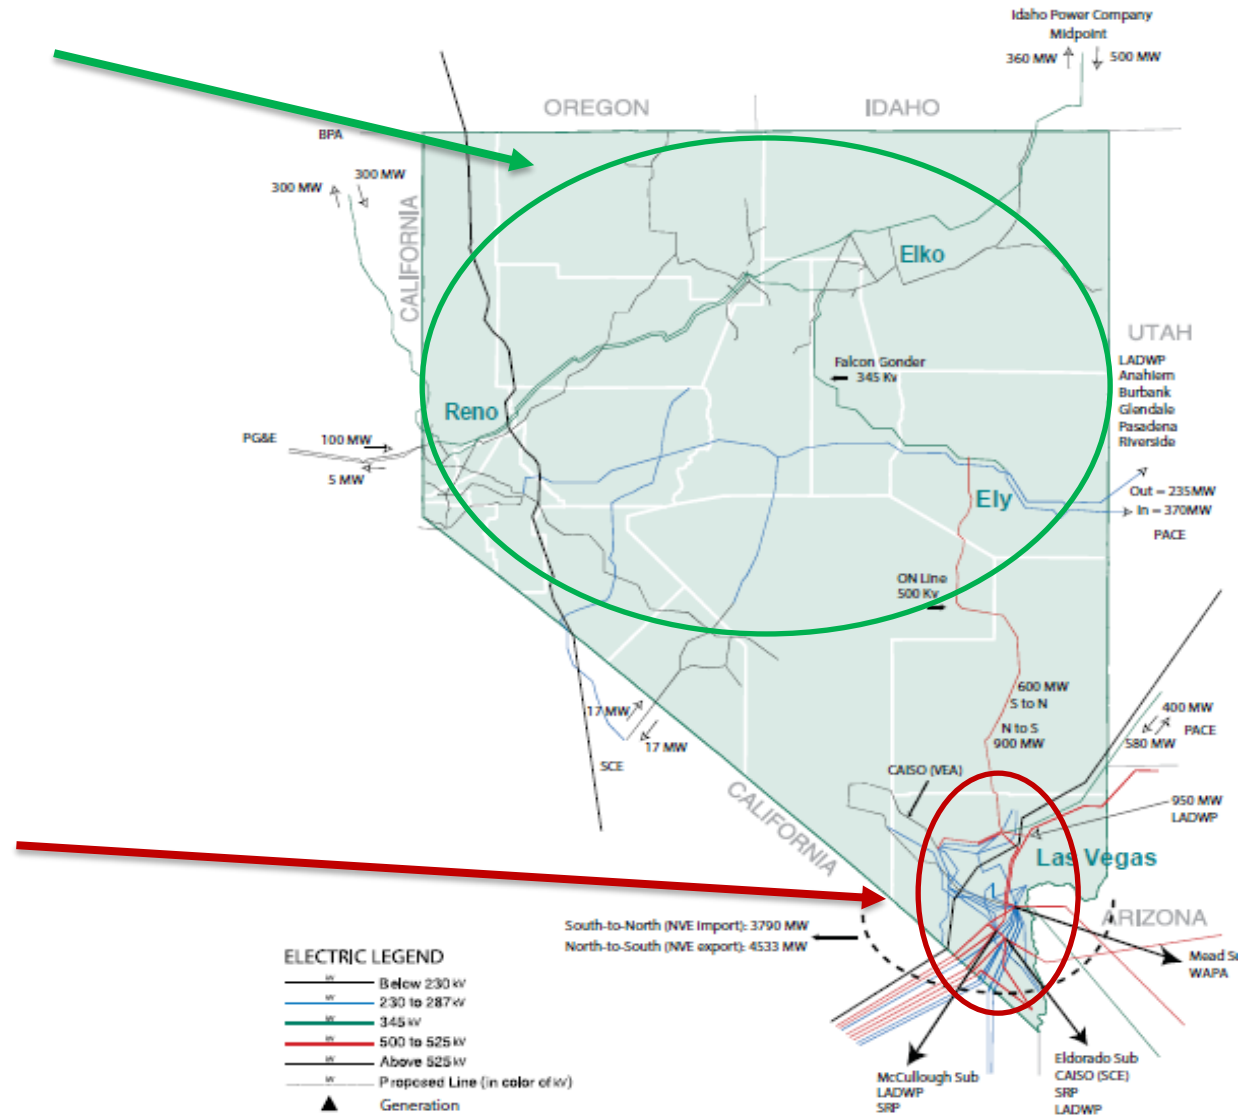 Idaho Power Company
Midpoint
360 MW
500 MW
OREGON
IDAHO
BPA
300 MW
300 MW
CALIFORNIA
Elko
UTAH
LADWP
Anahiem
Burbank
Glendale
Pasadena
Riverside
Falcon Gonder
345 Kv
Reno
PG&E
100 MW
5 MW
Ely
Out = 235MW
In = 370MW
PACE
ON Line
500 Kv
600 MW
S to N
N to S
900 MW
17 MW
17 MW
SCE
400 MW
PACE
580 MW
CAISO (VEA)
CALIFORNIA
950 MW
LADWP
Las Vegas
ARIZONA
South-to-North (NVE Import): 3790 MW
North-to-South (NVE export): 4533 MW
Mead Su
WAPA
ELECTRIC LEGEND
Below 230 kV
230 to 287 kV
345 kV
500 to 525 kV
Above 525 kV
Proposed Line (in color of kV)
Generation
McCullough Sub
LADWP
SRP
Eldorado Sub
CAISO (SCE)
SRP
LADWP